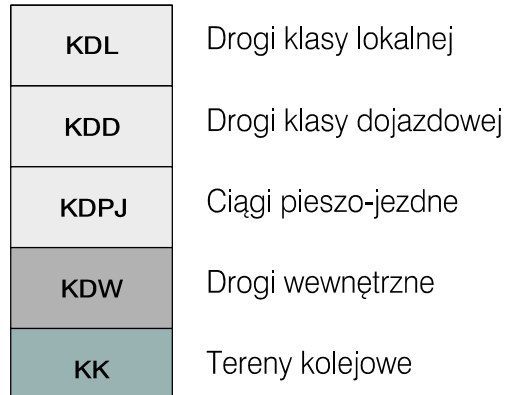 KDL Drogi klasy lokalnej
KDD Drogi klasy dojazdowej
KDPJ Ciągi pieszo-jezdne
KDW Drogi wewnętrzne
KK Tereny kolejowe